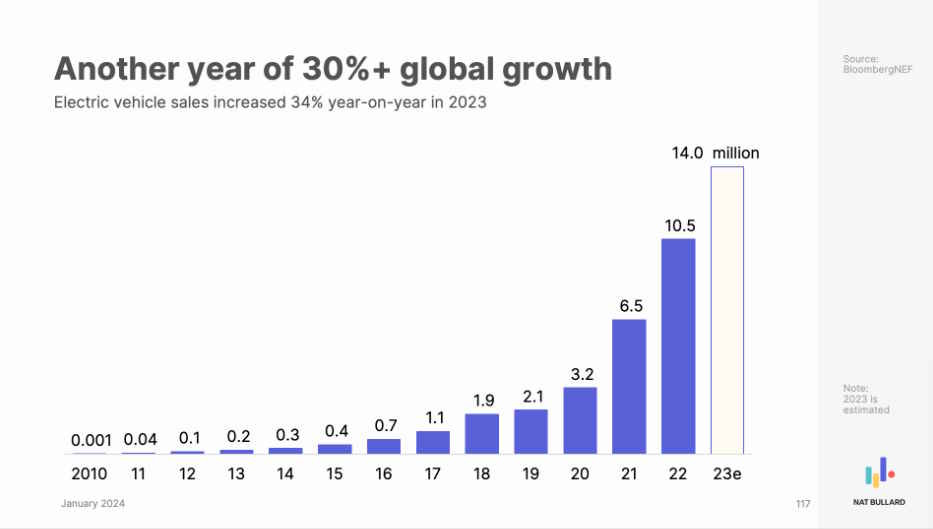 Another year of 30%+ global growth
Electric vehicle sales increased 34% year-on-year in 2023
Source:
BloombergNEF
14.0 million
10.5
6.5
3.2
2.1
1.9
1.1
0.7
0.4
0.3
0.2
0.1
0.04
0.001
2010 11 12 13 14 15 16 17 18 19 20 21 22 23e
Note:
2023 is
estimated
January 2024
117
NAT BULLARD